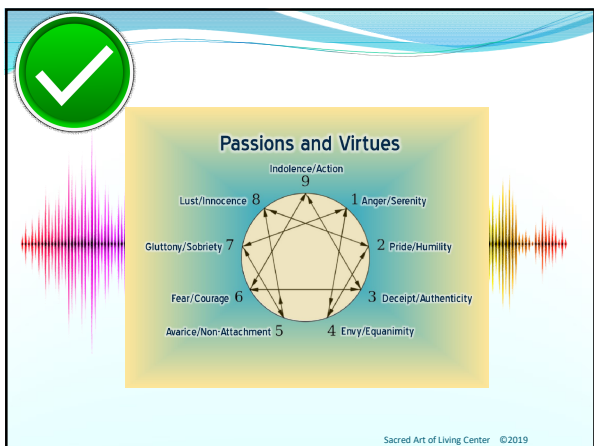 Passions and Virtues
Indolence/Action
9
Lust/Innocence 8
1 Anger/Serenity
Gluttony/Sobriety 7
2 Pride/Humility
Fear/Courage 6
3 Deceipt/Authenticity
Avarice/Non-Attachment 5
4 Envy/Equanimity
Sacred Art of Living Center ©2019